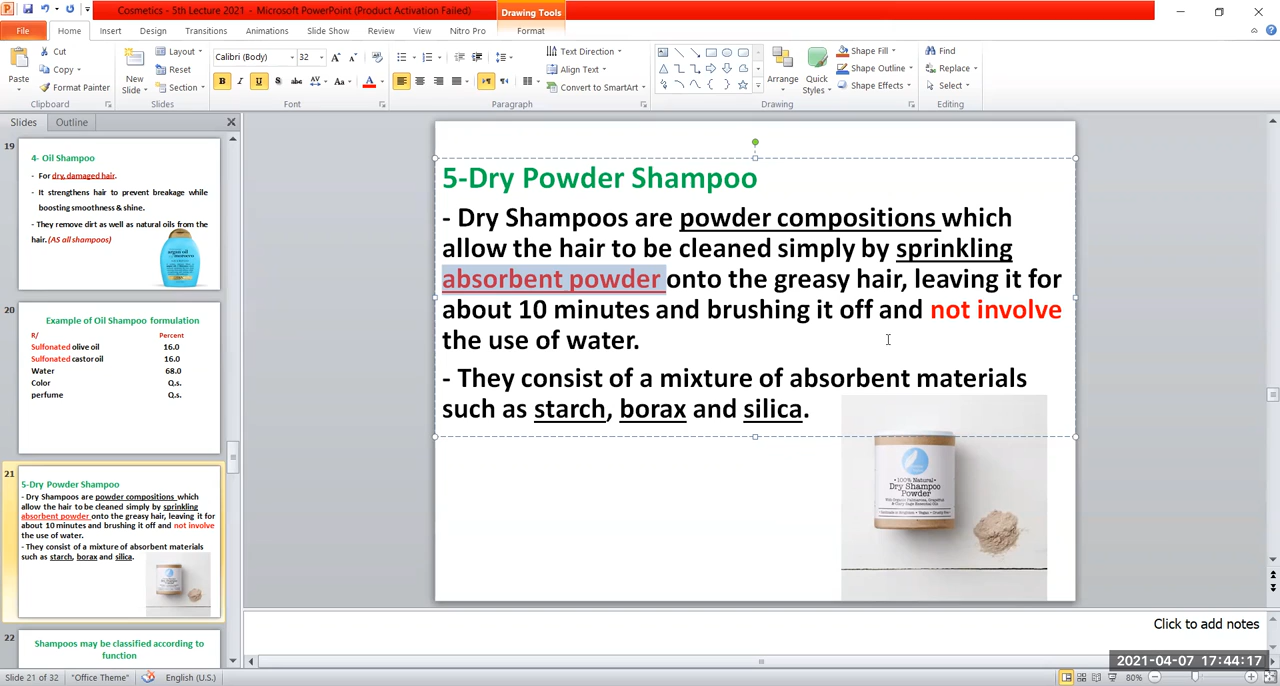 Cosmetics - 5th Lecture 2021 - Microsoft PowerPoint (Product Activation Failed)
Drawing Tools
File Home Insert Design Transitions Animations Slide Show Review View Nitro Pro Format
Paste
Cut
Copy
Format Painter
Clipboard
New Slide
Layout
Reset
Section
Slides
Calibri (Body) 32
Font
Paragraph
Text Direction
Align Text
Convert to SmartArt
Arrange
Quick Styles
Shape Fill
Shape Outline
Shape Effects
Drawing
Find
Replace
Select
Editing
Slides Outline
19
4- Oil Shampoo
- For dry, damaged hair.
- It strengthens hair to prevent breakage while
boosting smoothness & shine.
- They remove dirt as well as natural oils from the
hair. (AS all shampoos)
20
Example of Oil Shampoo formulation
R/ Percent
Sulfonated olive oil 16.0
Sulfonated castor oil 16.0
Water 68.0
Color Q.s.
perfume Q.s.
21
5-Dry Powder Shampoo
- Dry Shampoos are powder compositions which
allow the hair to be cleaned simply by sprinkling
absorbent powder onto the greasy hair, leaving it for
about 10 minutes and brushing it off and not involve
the use of water.
- They consist of a mixture of absorbent materials
such as starch, borax and silica.
22
Shampoos may be classified according to
function
5-Dry Powder Shampoo
- Dry Shampoos are powder compositions which
allow the hair to be cleaned simply by sprinkling
absorbent powder onto the greasy hair, leaving it for
about 10 minutes and brushing it off and not involve
the use of water.
- They consist of a mixture of absorbent materials
such as starch, borax and silica.
100% Natural
Dry Shampoo
Powder
Click to add notes
2021-04-07 17:44:17
Slide 21 of 32 "Office Theme" English (U.S.) 80%